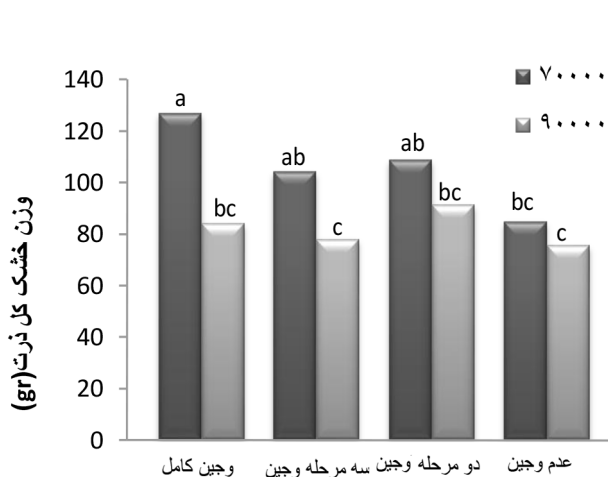 ۷۰۰۰۰
۹۰۰۰۰
وزن خشک کل ذرت(gr)
140
120
100
80
60
40
20
0
a
bc
ab
c
ab
bc
bc
c
وجین کامل
سه مرحله وجین
دو مرحله وجین
عدم وجین